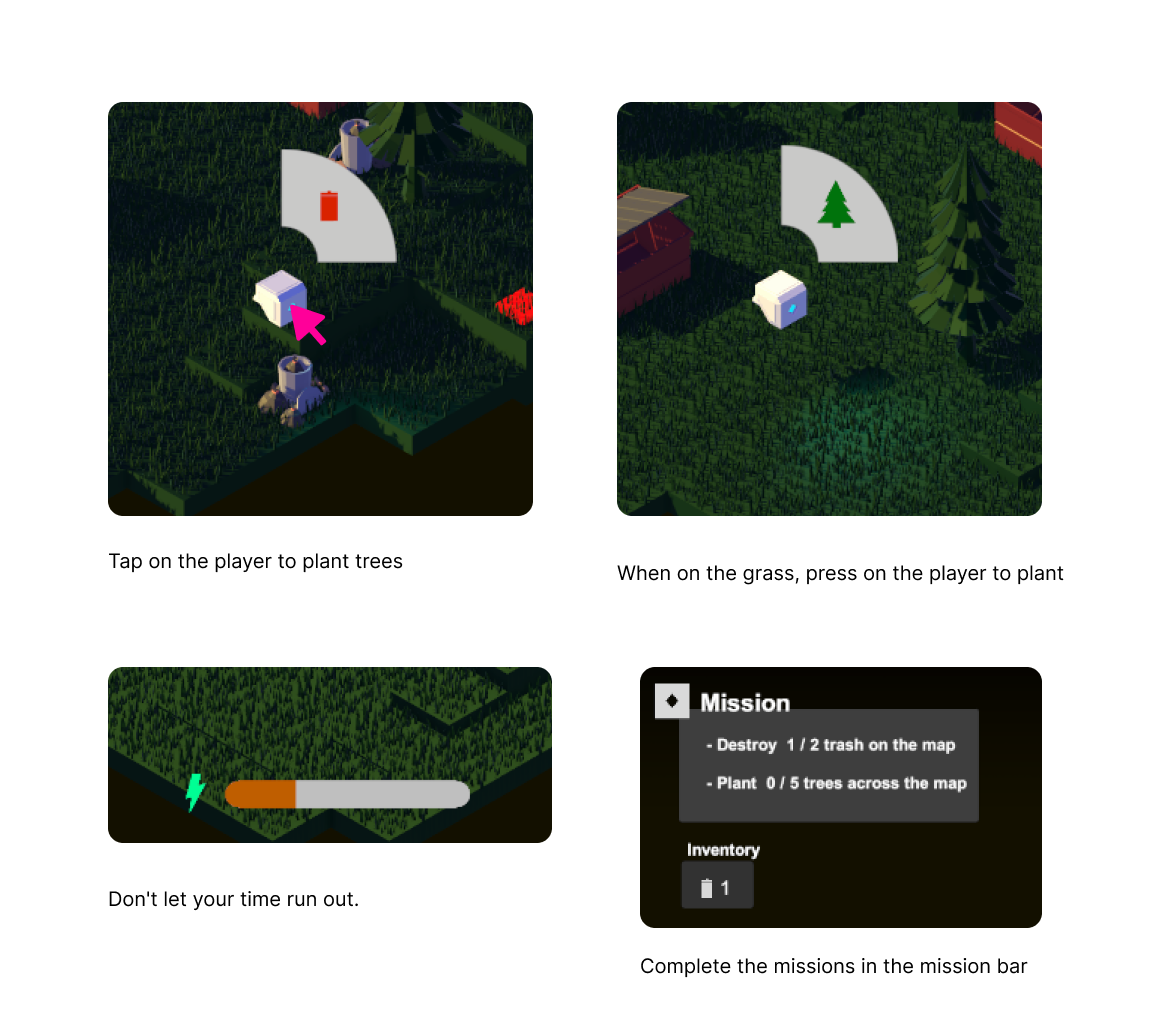 Tap on the player to plant trees
When on the grass, press on the player to plant
Don't let your time run out.
Mission
- Destroy 1 / 2 trash on the map
- Plant 0 / 5 trees across the map
Inventory
1
Complete the missions in the mission bar